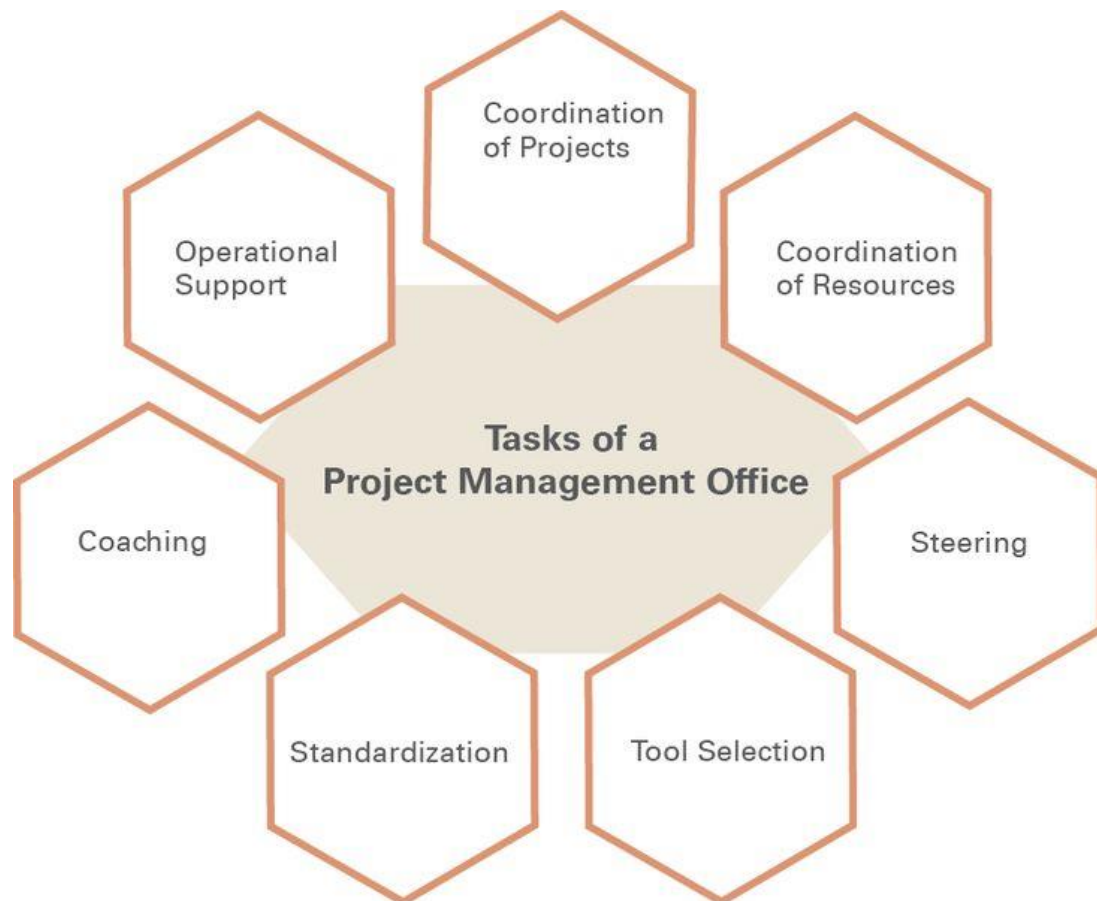 Coordination
of Projects
Operational
Support
Coordination
of Resources
Tasks of a
Project Management Office
Coaching
Steering
Standardization
Tool Selection